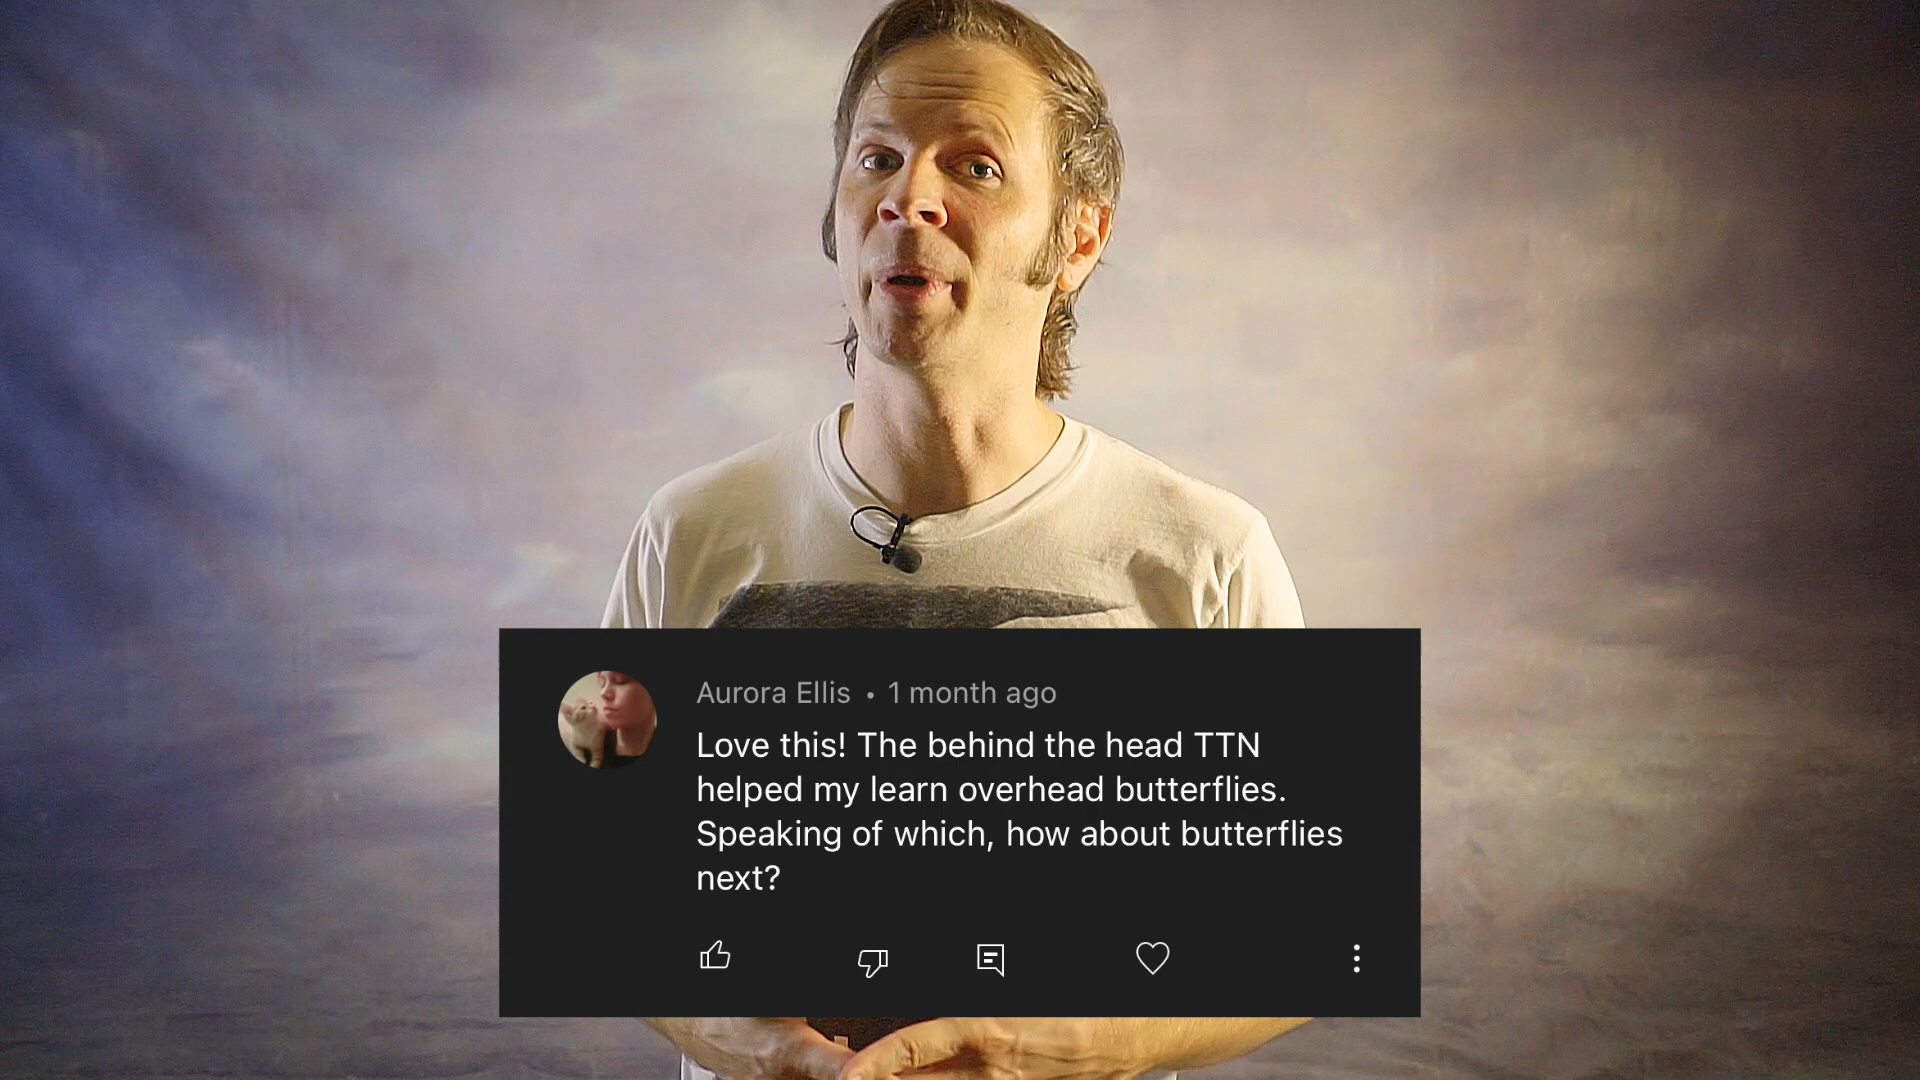 Aurora Ellis • 1 month ago
Love this! The behind the head TTN
helped my learn overhead butterflies.
Speaking of which, how about butterflies
next?